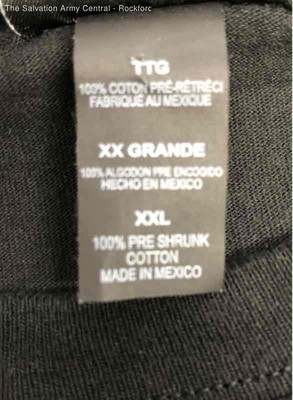 The Salvation Army Central - Rockford
TTG
100% COTON PRÉ-RÉTRÉCI
FABRIQUÉ AU MEXIQUE
XX GRANDE
100% ALGODON PRE ENCOGIDO
HECHO EN MEXICO
XXL
100% PRE SHRUNK
COTTON
MADE IN MEXICO